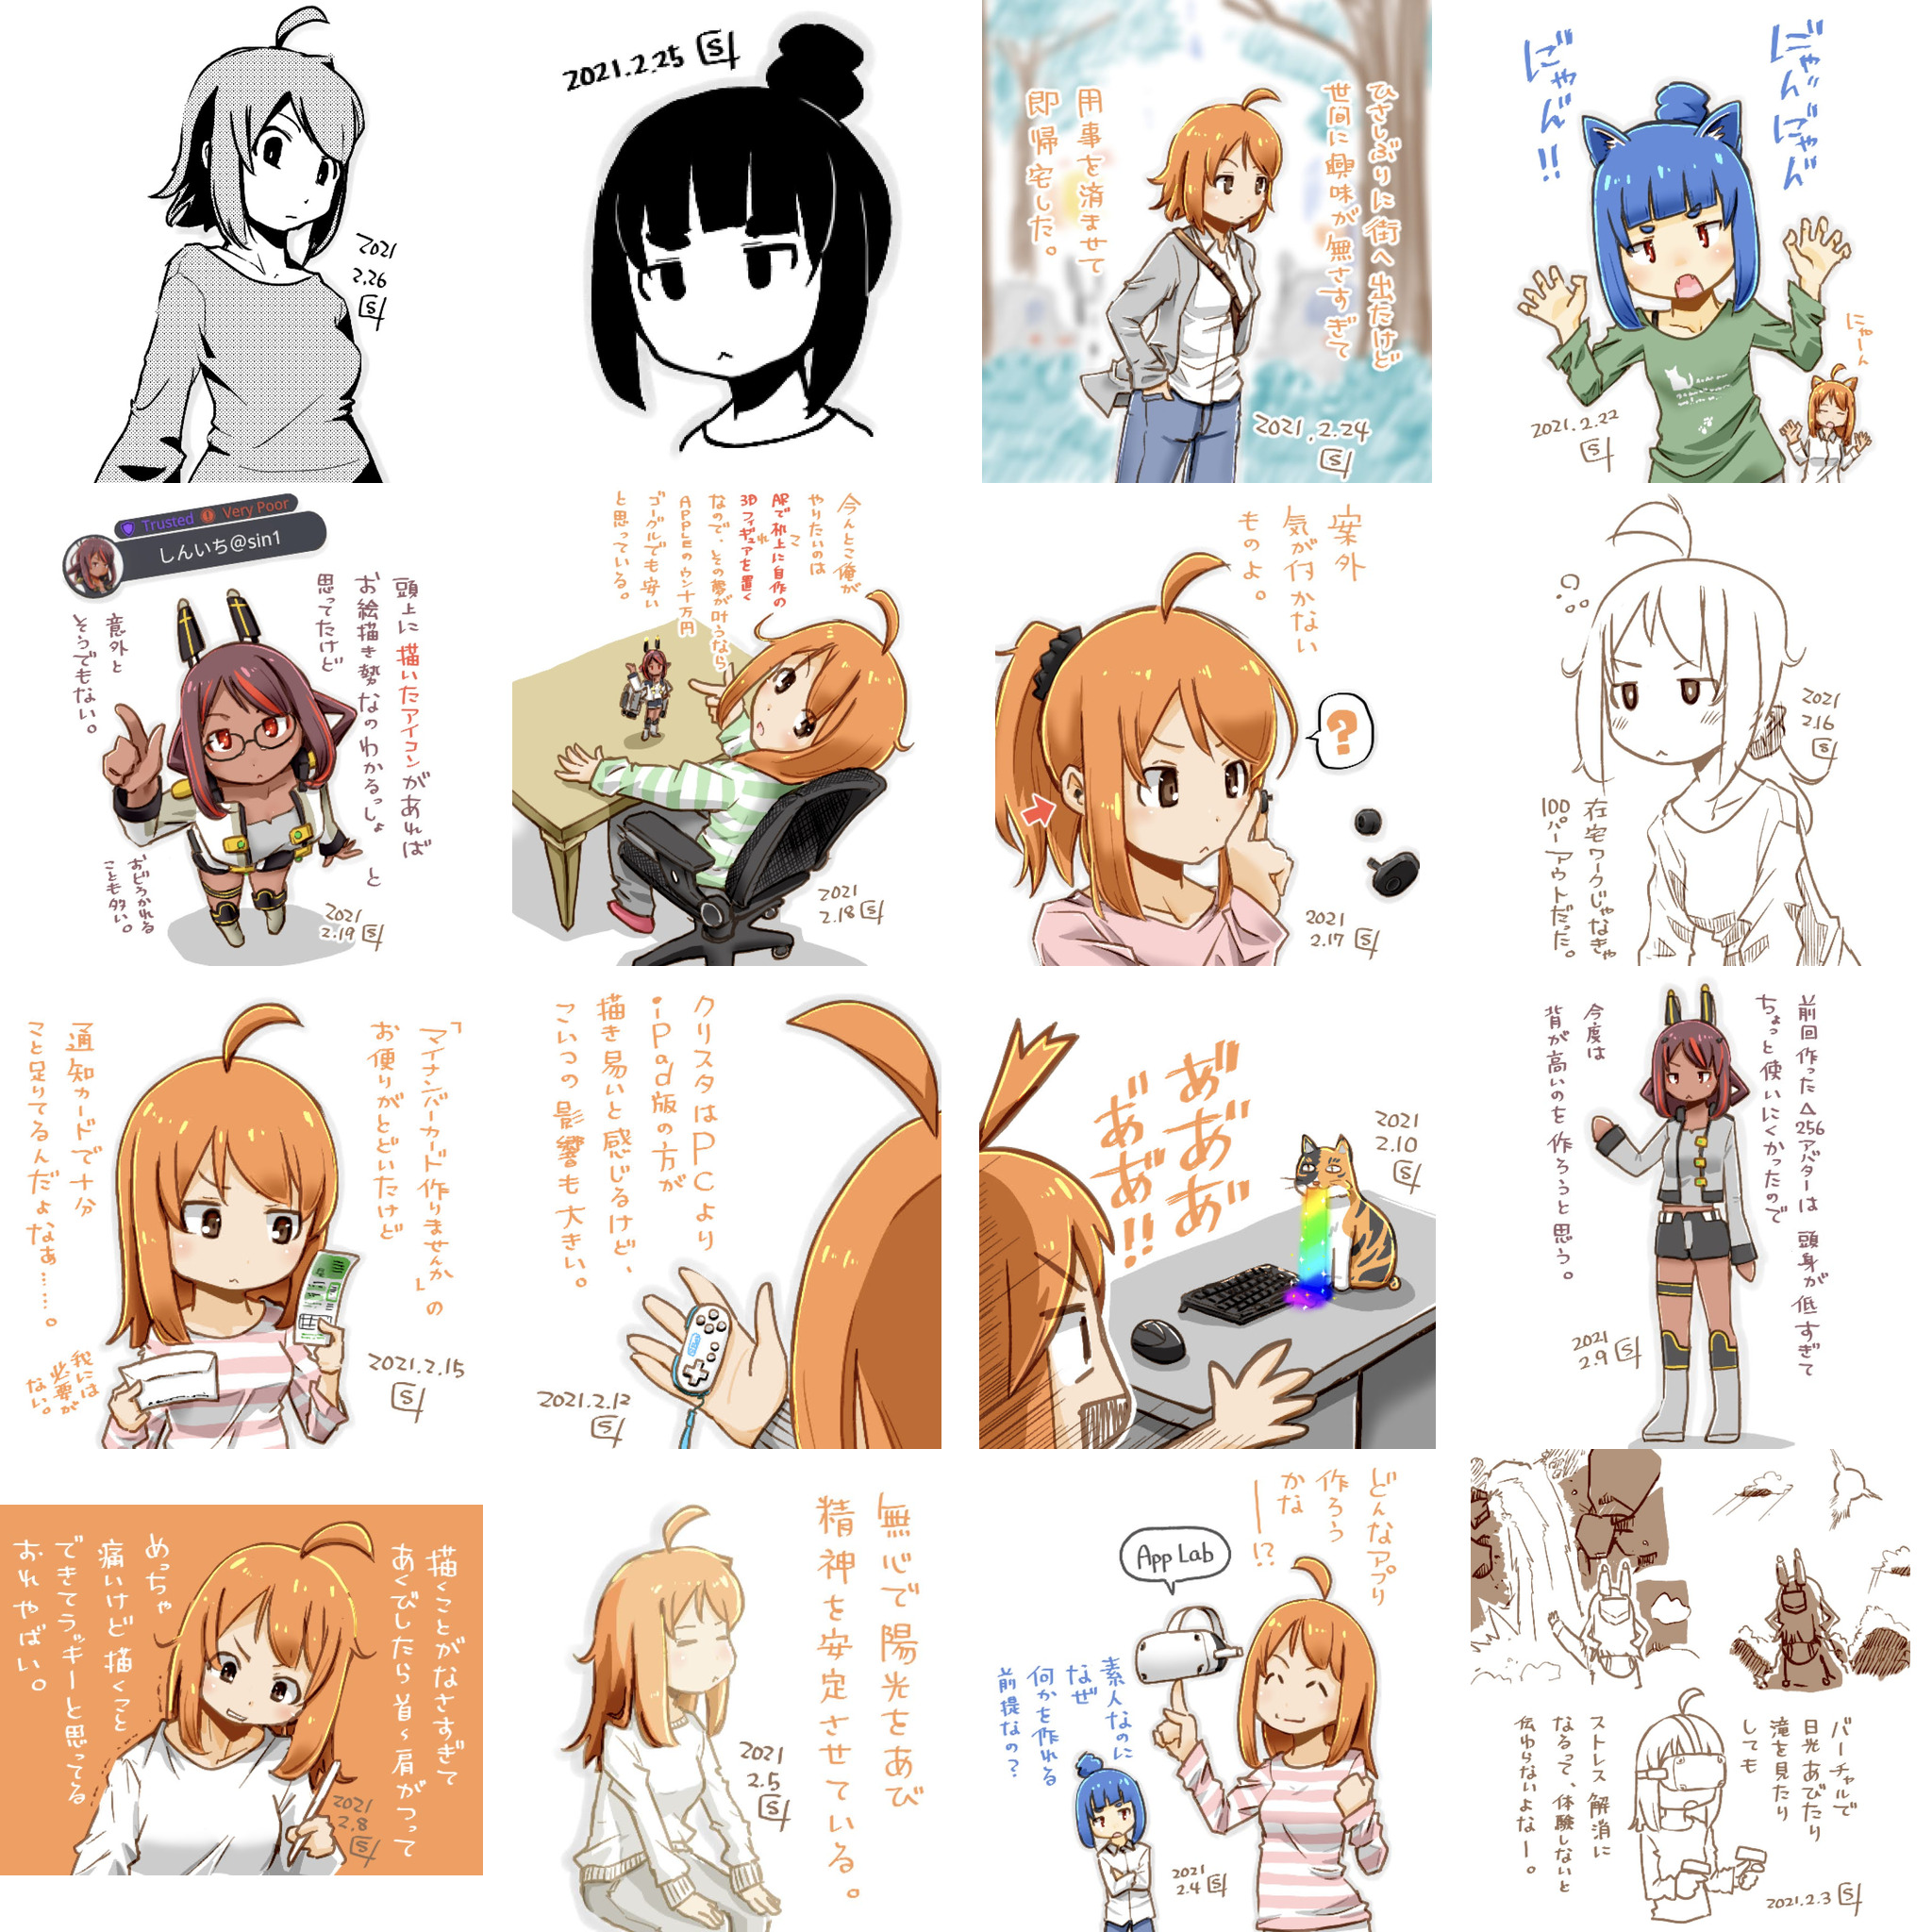 2021
2.26
2021.2.25
ひさしぶりに街へ出たけど
世間に興味が無さすぎて
用事を済ませて
即帰宅した。
2021.2.24
にゃんにゃん
にゃん!!
にゃーん
2021.2.22
Trusted
Very Poor
しんいち@sin1
頭上に描いたアイコンがあれば
お絵描き勢なのわかるっしょ と
思ってたけど
意外と
そうでもない。
おどろかれる
ことも多い。
2021
2.19
今んとこ俺が
やりたいのは
ARで机上に自作の
3Dフィギュアを置く
これ
なので、その夢が叶うなら
APPLEのウン十万円
ゴーグルでも安い
と思っている。
2021
2.18
案外
気が付かない
ものよ。
?
2021
2.17
2021
2.16
在宅ワークじゃなきゃ
100パーアウトだった。
「マイナンバーカード作りませんか」の
お便りがとどいたけど
通知カードで十分
こと足りてるんだよなぁ……。
我には
必要が
ない。
2021.2.15
クリスタはPCより
iPad版の方が
描き易いと感じるけど、
こいつの影響も大きい。
2021.2.12
あ゛あ゛あ゛
あ゛あ゛!!
2021
2.10
前回作ったΔ256アバターは 頭身が低すぎて
ちょっと使いにくかったので
今度は
背が高いのを作ろうと思う。
2021
2.9
描くことがなさすぎて
あくびしたら首〜肩がつって
めっちゃ
痛いけど描くこと
できてラッキーと思ってる
おれやばい。
2021
2.8
無心で陽光をあび
精神を安定させている。
2021
2.5
どんなアプリ
作ろう
かな
ー!?
App Lab
素人なのに
なぜ
何かを作れる
前提なの?
2021
2.4
バーチャルで
日光あびたり
滝を見たり
しても
ストレス解消に
なるって、体験しないと
伝わらないよなー。
2021.2.3